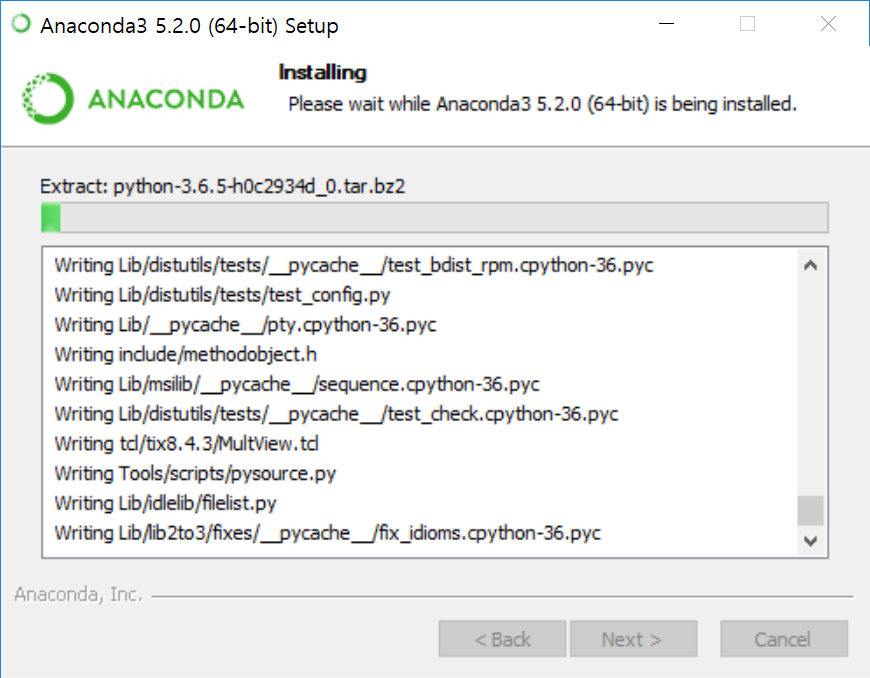 Anaconda3 5.2.0 (64-bit) Setup
ANACONDA
Installing
Please wait while Anaconda3 5.2.0 (64-bit) is being installed.
Extract: python-3.6.5-h0c2934d_0.tar.bz2
Writing Lib/distutils/tests/__pycache__/test_bdist_rpm.cpython-36.pyc
Writing Lib/distutils/tests/test_config.py
Writing Lib/__pycache__/pty.cpython-36.pyc
Writing include/methodobject.h
Writing Lib/msilib/__pycache__/sequence.cpython-36.pyc
Writing Lib/distutils/tests/__pycache__/test_check.cpython-36.pyc
Writing tcl/tix8.4.3/MultView.tcl
Writing Tools/scripts/pysource.py
Writing Lib/idlelib/filelist.py
Writing Lib/lib2to3/fixes/__pycache__/fix_idioms.cpython-36.pyc
Anaconda, Inc.
< Back Next > Cancel